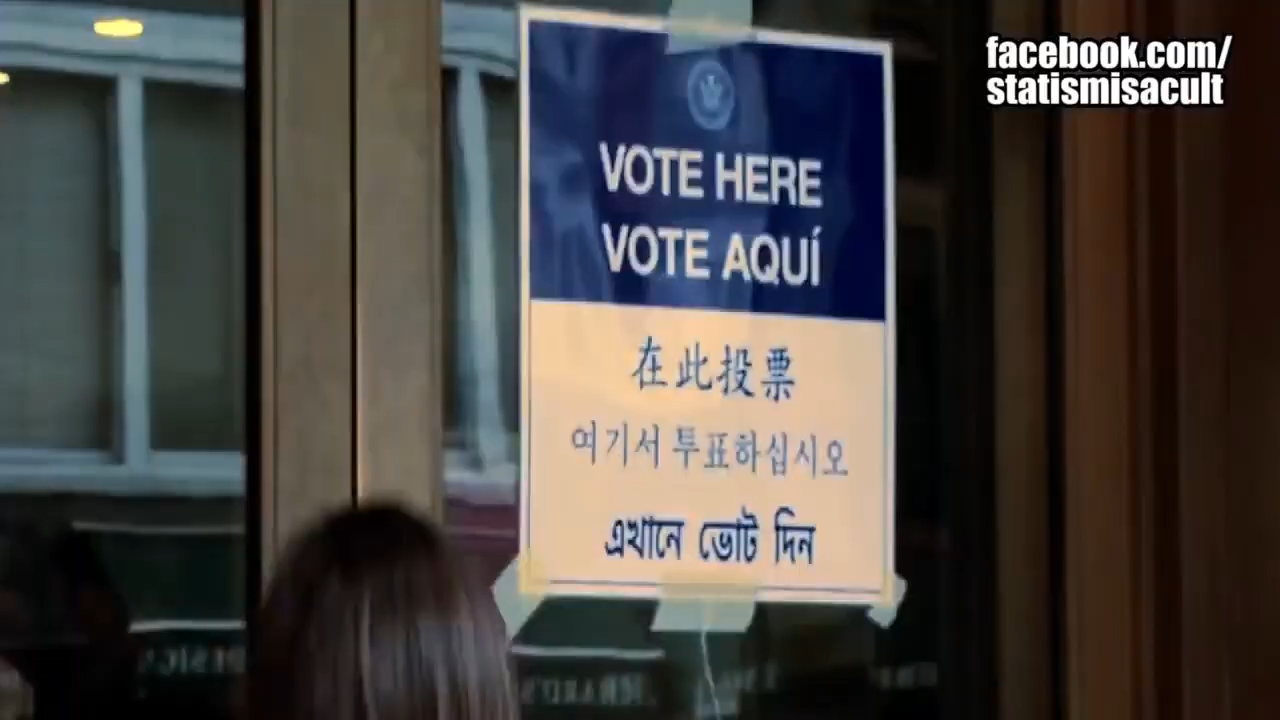 facebook.com/
statismisacult
VOTE HERE
VOTE AQUÍ
在此投票
여기서 투표하십시오
এখানে ভোট দিন